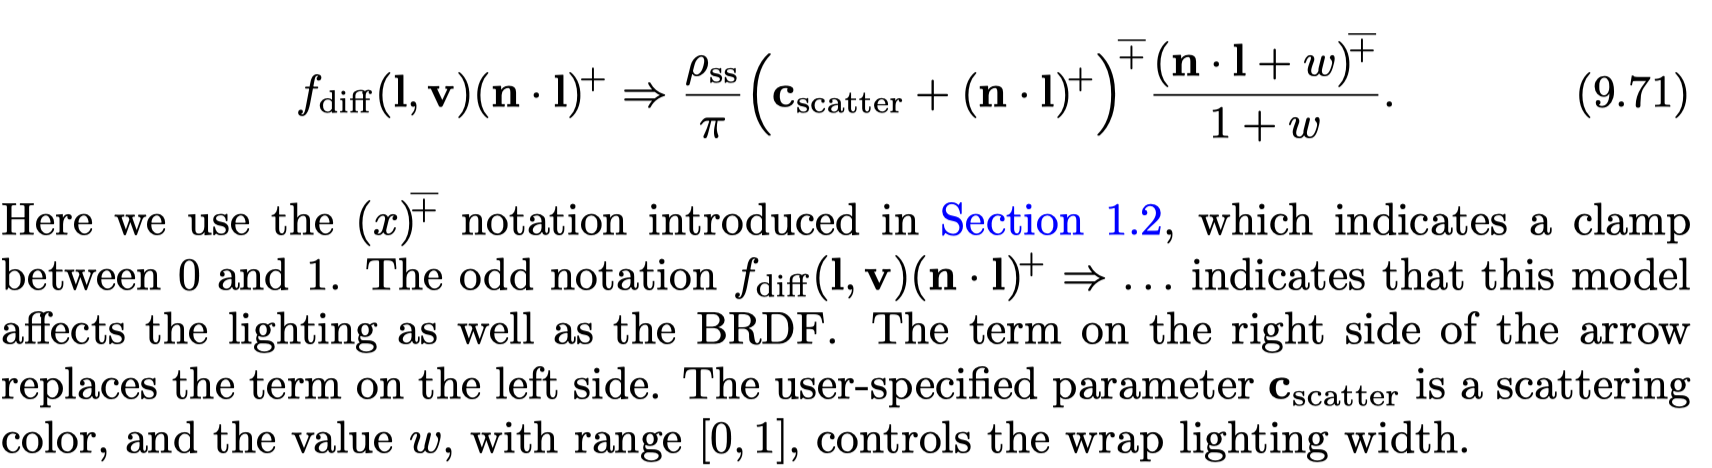 f_diff(l, v)(n · l)⁺ ⇒ ρ_ss/π (c_scatter + (n · l)⁺)^∓̅ (n · l + w)^∓̅ / (1 + w). (9.71)
Here we use the (x)^∓̅ notation introduced in Section 1.2, which indicates a clamp
between 0 and 1. The odd notation f_diff(l, v)(n · l)⁺ ⇒ ... indicates that this model
affects the lighting as well as the BRDF. The term on the right side of the arrow
replaces the term on the left side. The user-specified parameter c_scatter is a scattering
color, and the value w, with range [0, 1], controls the wrap lighting width.